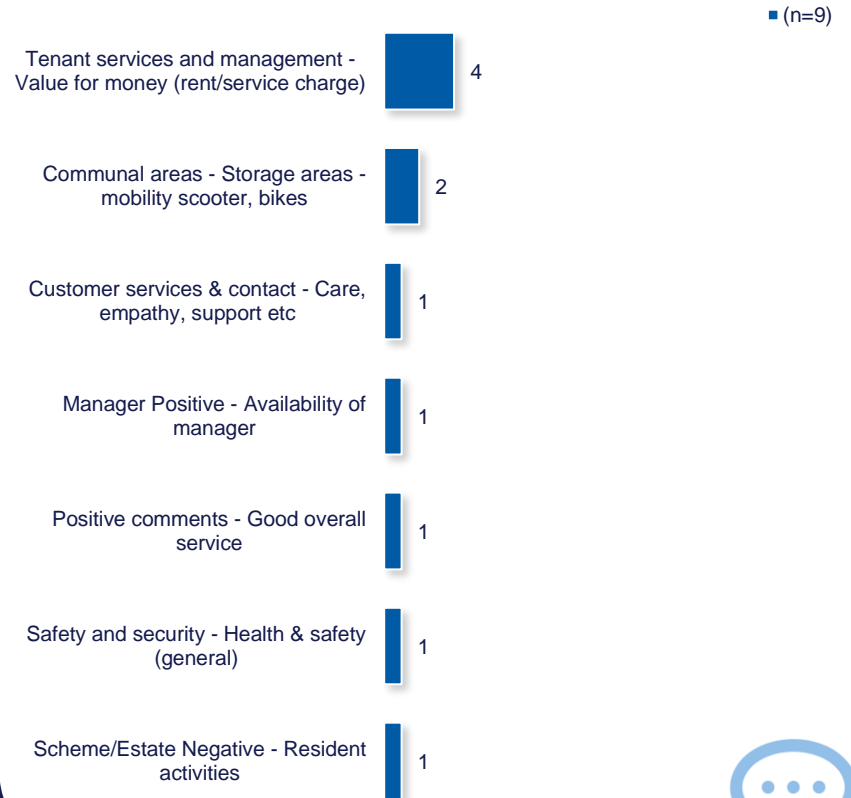 (n=9)
Tenant services and management -
Value for money (rent/service charge)
4
Communal areas - Storage areas -
mobility scooter, bikes
2
Customer services & contact - Care,
empathy, support etc
1
Manager Positive - Availability of
manager
1
Positive comments - Good overall
service
1
Safety and security - Health & safety
(general)
1
Scheme/Estate Negative - Resident
activities
1